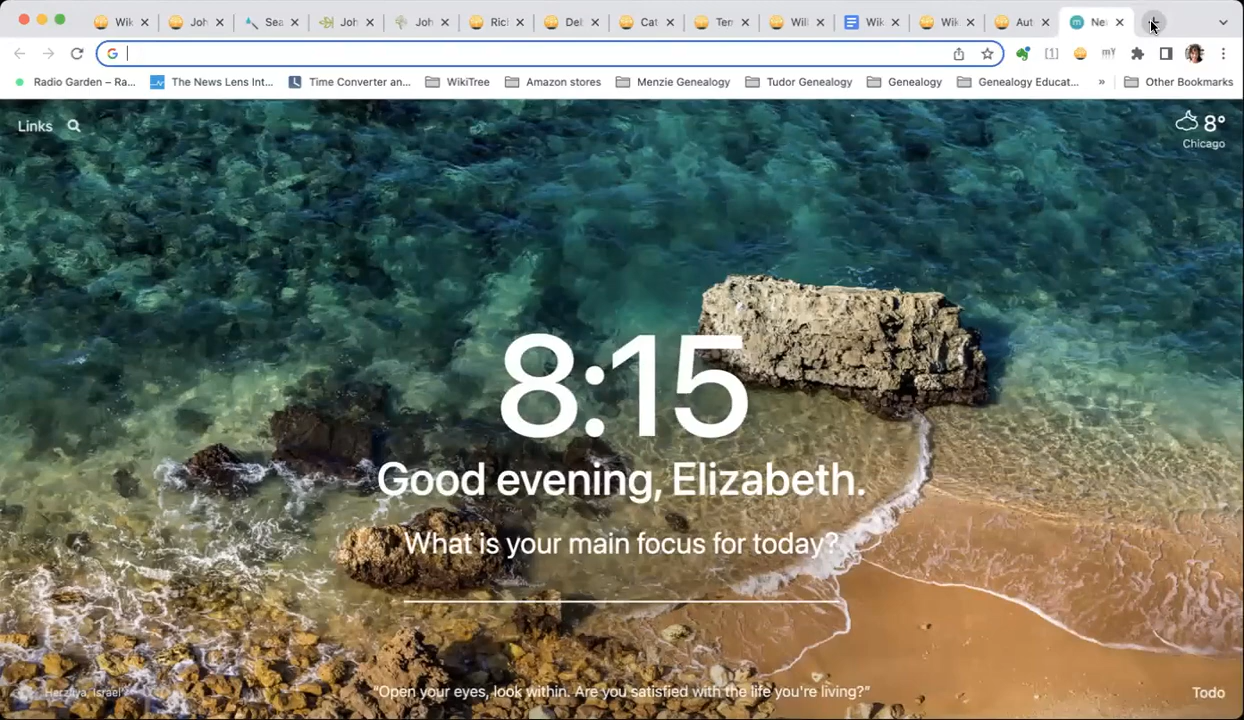 Wik
Joh
Sea
Joh
Joh
Ric
Del
Cat
Ten
Will
Wik
Wik
Aut
Ne
Radio Garden – Ra...
The News Lens Int...
Time Converter an...
WikiTree
Amazon stores
Menzie Genealogy
Tudor Genealogy
Genealogy
Genealogy Educat...
»
Other Bookmarks
Links
8°
Chicago
8:15
Good evening, Elizabeth.
What is your main focus for today?
Herzliya, Israel
"Open your eyes, look within. Are you satisfied with the life you're living?"
Todo